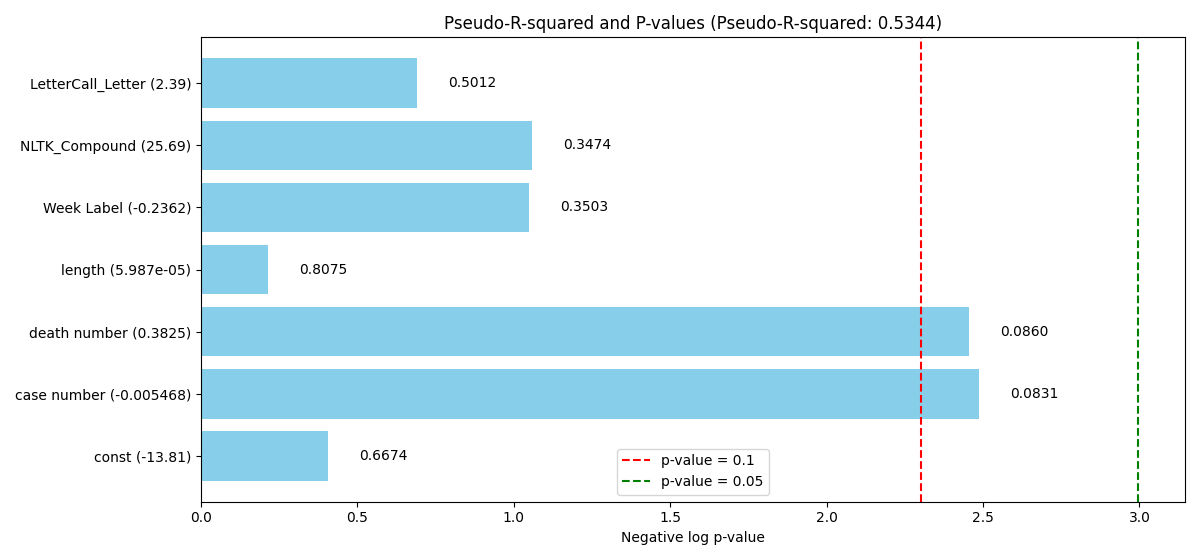 Pseudo-R-squared and P-values (Pseudo-R-squared: 0.5344)
LetterCall_Letter (2.39) 0.5012
NLTK_Compound (25.69) 0.3474
Week Label (-0.2362) 0.3503
length (5.987e-05) 0.8075
death number (0.3825) 0.0860
case number (-0.005468) 0.0831
const (-13.81) 0.6674
p-value = 0.1
p-value = 0.05
0.0 0.5 1.0 1.5 2.0 2.5 3.0
Negative log p-value